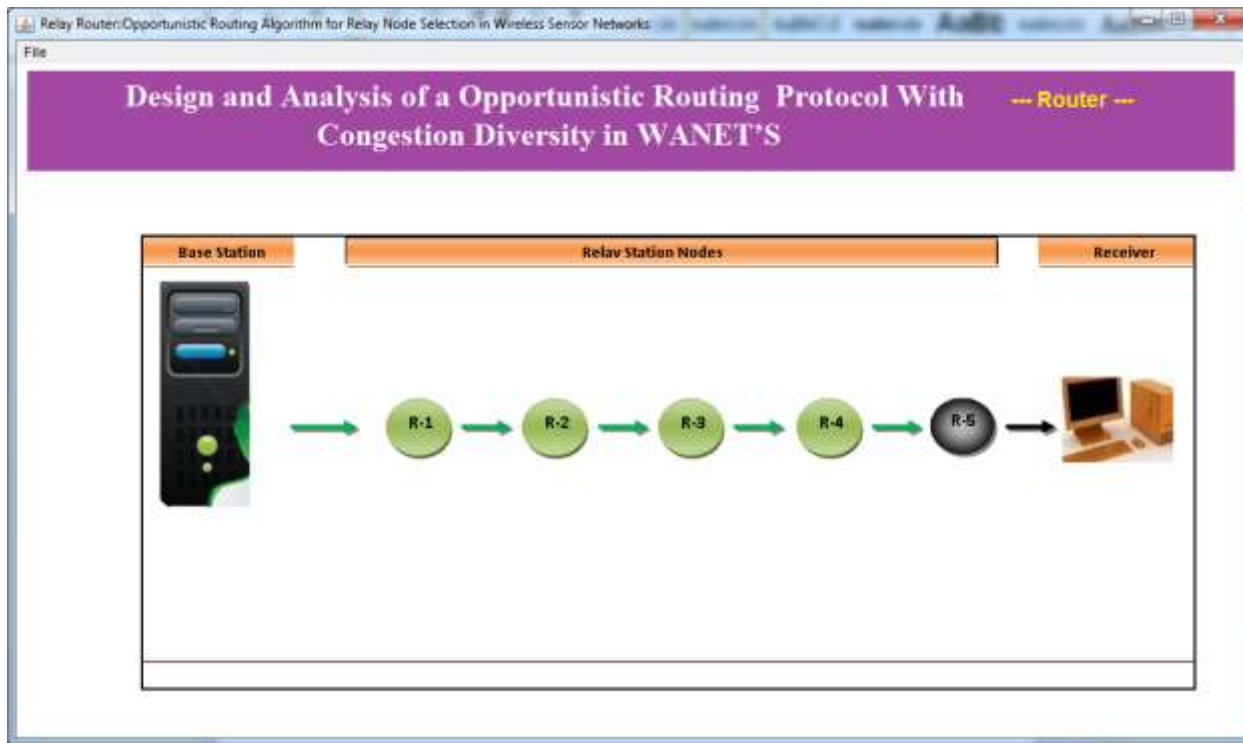 Relay Router:Opportunistic Routing Algorithm for Relay Node Selection in Wireless Sensor Networks
File
Design and Analysis of a Opportunistic Routing Protocol With
Congestion Diversity in WANET'S
--- Router ---
Base Station
Relay Station Nodes
Receiver
R-1
R-2
R-3
R-4
R-5